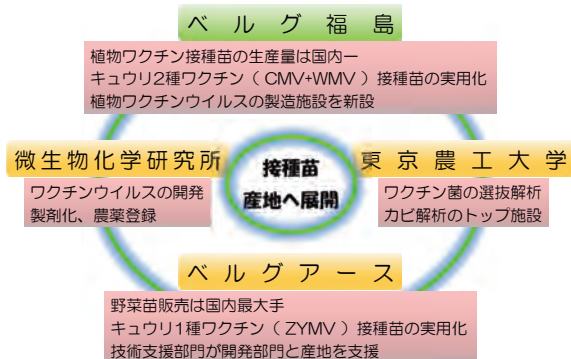 ベルグ福島
植物ワクチン接種苗の生産量は国内一
キュウリ2種ワクチン（CMV+WMV）接種苗の実用化
植物ワクチンウイルスの製造施設を新設
微生物化学研究所
ワクチンウイルスの開発
製剤化、農薬登録
接種苗
産地へ展開
東京農工大学
ワクチン菌の選抜解析
カビ解析のトップ施設
ベルグアース
野菜苗販売は国内最大手
キュウリ1種ワクチン（ZYMV）接種苗の実用化
技術支援部門が開発部門と産地を支援